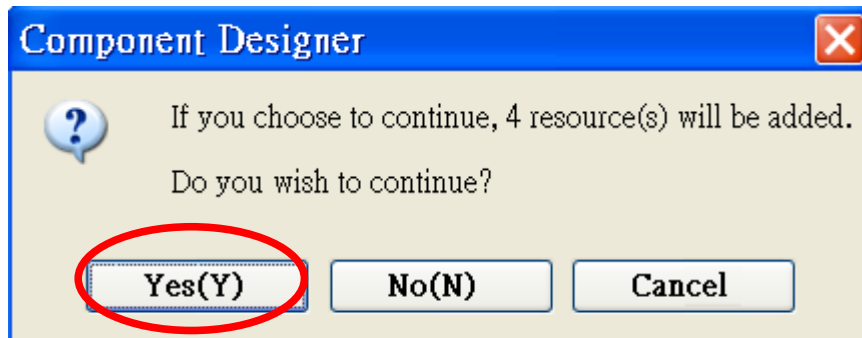 Component Designer
If you choose to continue, 4 resource(s) will be added.
Do you wish to continue?
Yes(Y) No(N) Cancel